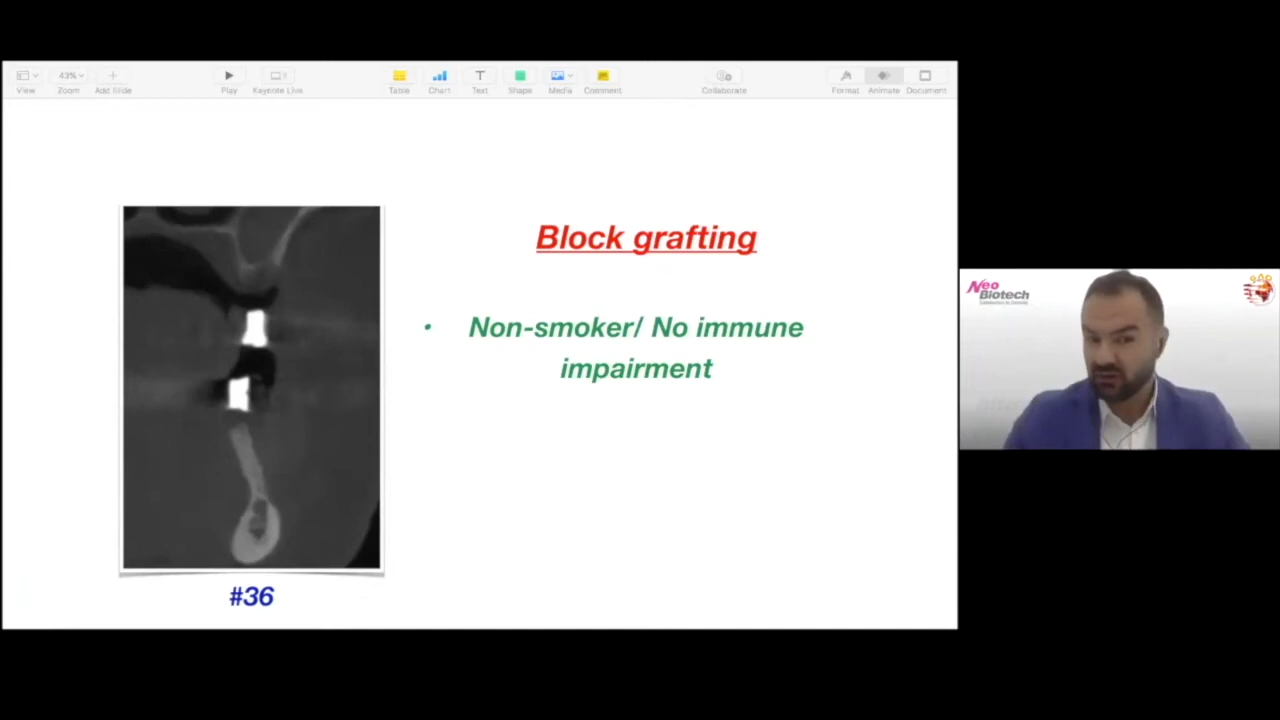 View
43%
Zoom
Add Slide
Play
Keynote Live
Table
Chart
Text
Shape
Media
Comment
Collaborate
Format
Animate
Document
Block grafting
• Non-smoker/ No immune
impairment
#36
Neo
Biotech